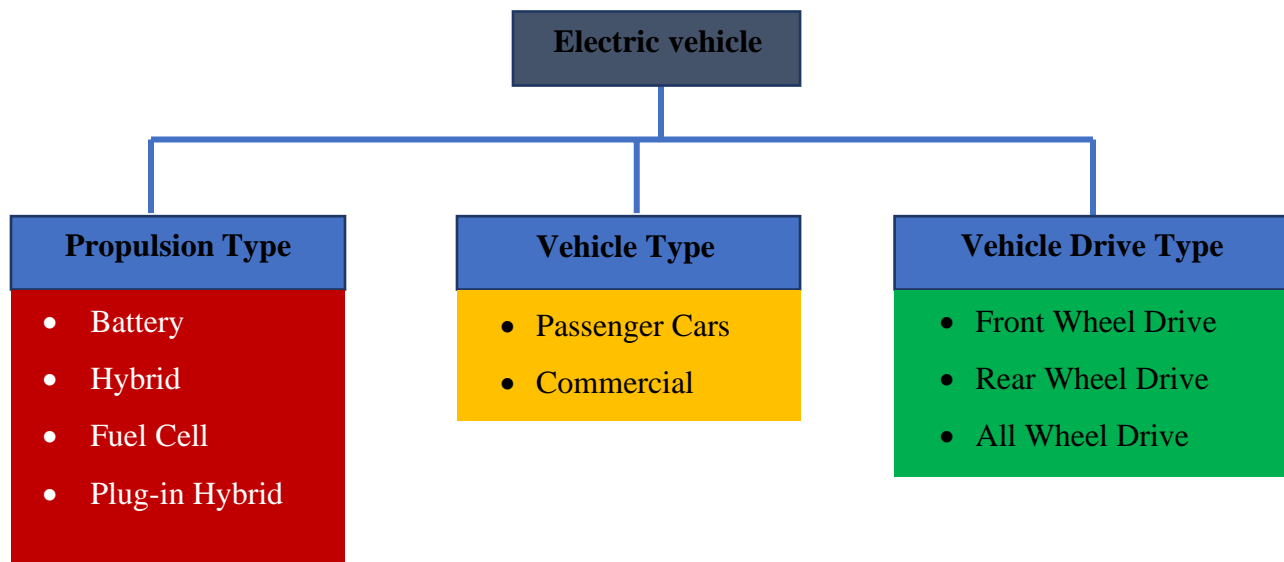 Electric vehicle
Propulsion Type
• Battery
• Hybrid
• Fuel Cell
• Plug-in Hybrid
Vehicle Type
• Passenger Cars
• Commercial
Vehicle Drive Type
• Front Wheel Drive
• Rear Wheel Drive
• All Wheel Drive